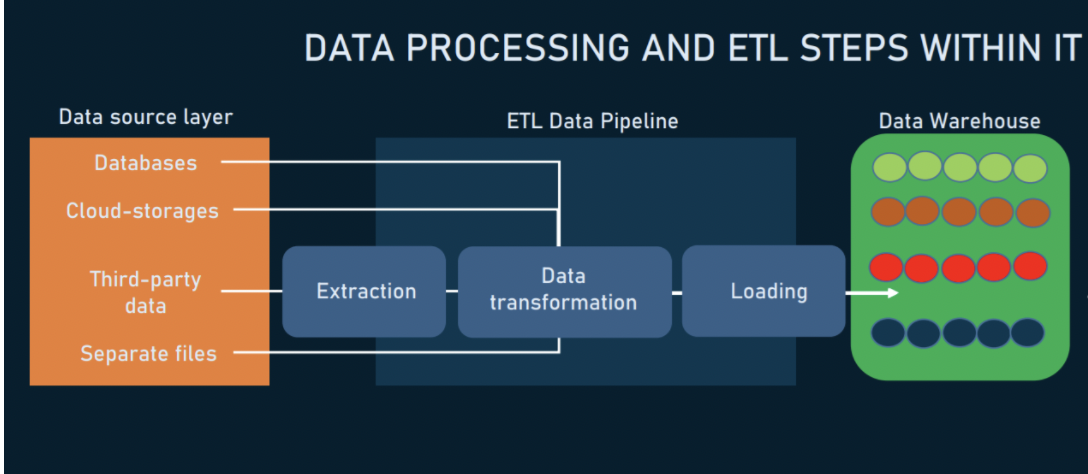 DATA PROCESSING AND ETL STEPS WITHIN IT
Data source layer
ETL Data Pipeline
Data Warehouse
Databases
Cloud-storages
Third-party
data
Separate files
Extraction
Data
transformation
Loading